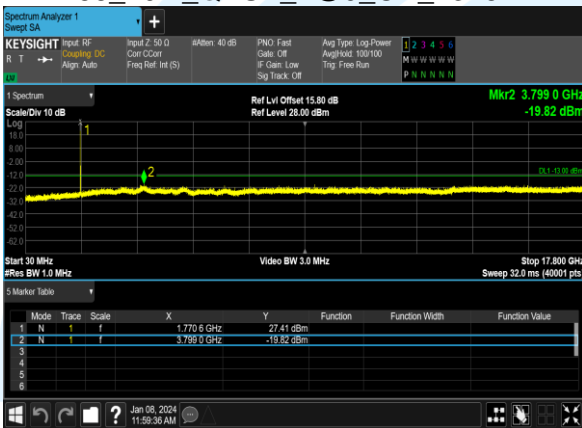 Spectrum Analyzer 1
Swept SA
+
KEYSIGHT Input: RF Input Z: 50 Ω #Atten: 40 dB PNO: Fast Avg Type: Log-Power 1 2 3 4 5 6
R T Coupling: DC Corr CCorr Gate: Off Avg|Hold: 100/100 M W W W W W
Align: Auto Freq Ref: Int (S) IF Gain: Low Trig: Free Run
Sig Track: Off P N N N N N
LW
1 Spectrum Ref Lvl Offset 15.80 dB Mkr2 3.799 0 GHz
Scale/Div 10 dB Ref Level 28.00 dBm -19.82 dBm
Log
18.0
8.00
-2.00
-12.0
-22.0
-32.0
-42.0
-52.0
-62.0
1
2
DL1 -13.00 dBm
Start 30 MHz Video BW 3.0 MHz Stop 17.800 GHz
#Res BW 1.0 MHz Sweep 32.0 ms (40001 pts
5 Marker Table
Mode Trace Scale X Y Function Function Width Function Value
1 N 1 f 1.770 6 GHz 27.41 dBm
2 N 1 f 3.799 0 GHz -19.82 dBm
3
4
5
6
? Jan 08, 2024
11:59:36 AM